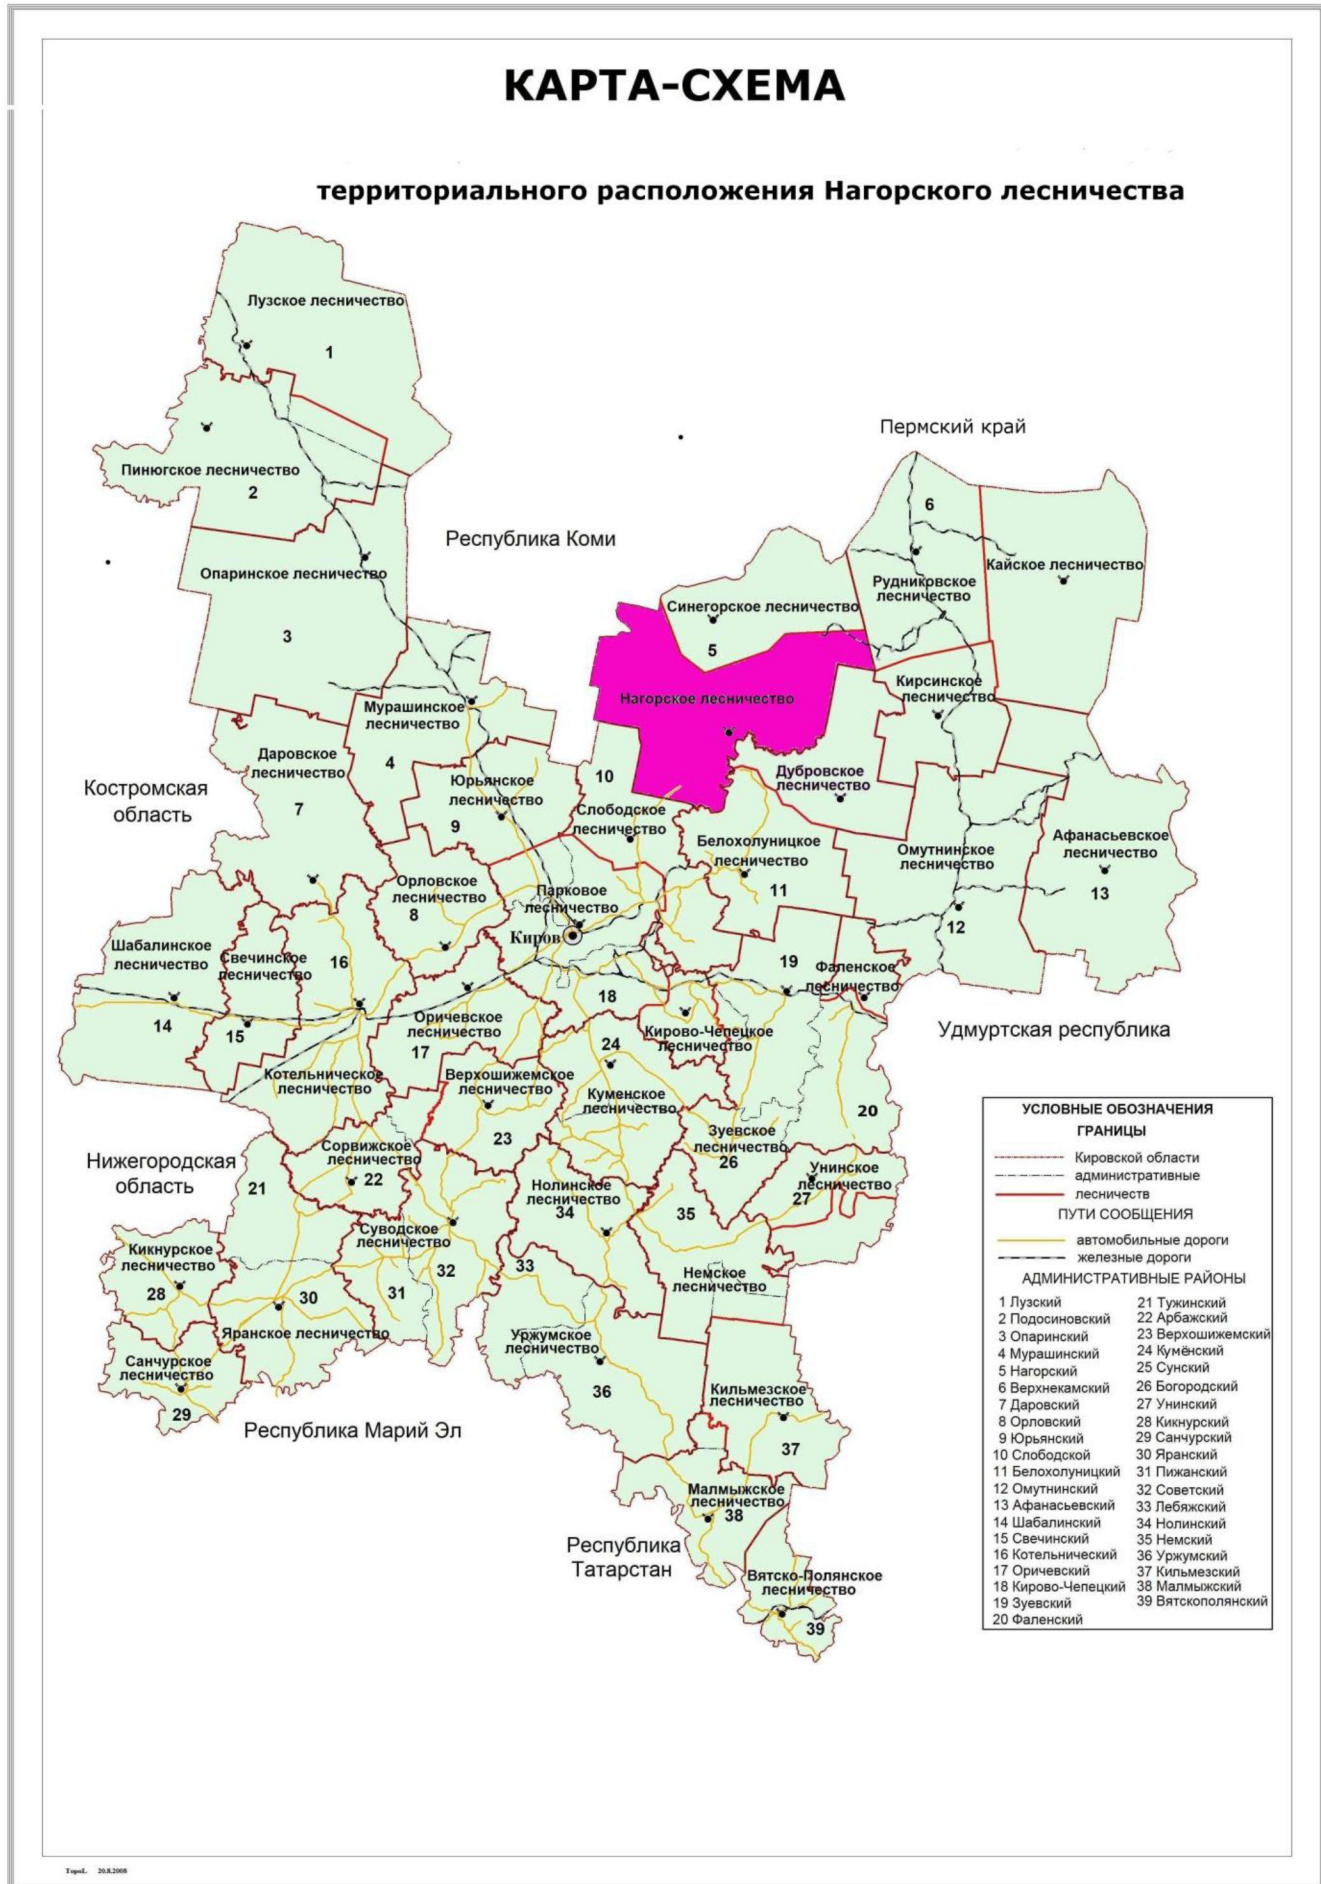 КАРТА-СХЕМА
территориального расположения Нагорского лесничества
Лузское лесничество
1
Пермский край
Пинюгское лесничество
2
6
Республика Коми
Кайское лесничество
Опаринское лесничество
Рудниковское
лесничество
Синегорское лесничество
3
5
Кирсинское
лесничество
Нагорское лесничество
Мурашинское
лесничество
Даровское
лесничество
4
10
Дубровское
лесничество
Костромская
область
Юрьянское
лесничество
7
Слободское
лесничество
9
Белохолуницкое
лесничество
Омутнинское
лесничество
Афанасьевское
лесничество
Орловское
лесничество
8
Парковое
лесничество
11
13
Киров
12
Шабалинское
лесничество
Свечинское
лесничество
16
19
Фаленское
лесничество
18
14
15
Оричевское
лесничество
17
Кирово-Чепецкое
лесничество
Удмуртская республика
24
Котельническое
лесничество
Верхошижемское
лесничество
Куменское
лесничество
20
23
Зуевское
лесничество
26
Сорвижское
лесничество
22
Нижегородская
область
21
Унинское
лесничество
27
Нолинское
лесничество
34
35
Суводское
лесничество
Кикнурское
лесничество
28
33
32
31
Немское
лесничество
30
Яранское лесничество
Уржумское
лесничество
Санчурское
лесничество
29
36
Кильмезское
лесничество
Республика Марий Эл
37
Малмыжское
лесничество
38
Республика
Татарстан
Вятско-Полянское
лесничество
39
УСЛОВНЫЕ ОБОЗНАЧЕНИЯ
ГРАНИЦЫ
Кировской области
административные
лесничеств
ПУТИ СООБЩЕНИЯ
автомобильные дороги
железные дороги
АДМИНИСТРАТИВНЫЕ РАЙОНЫ
1 Лузский
2 Подосиновский
3 Опаринский
4 Мурашинский
5 Нагорский
6 Верхнекамский
7 Даровский
8 Орловский
9 Юрьянский
10 Слободской
11 Белохолуницкий
12 Омутнинский
13 Афанасьевский
14 Шабалинский
15 Свечинский
16 Котельнический
17 Оричевский
18 Кирово-Чепецкий
19 Зуевский
20 Фаленский
21 Тужинский
22 Арбажский
23 Верхошижемский
24 Кумёнский
25 Сунский
26 Богородский
27 Унинский
28 Кикнурский
29 Санчурский
30 Яранский
31 Пижанский
32 Советский
33 Лебяжский
34 Нолинский
35 Немский
36 Уржумский
37 Кильмезский
38 Малмыжский
39 Вятскополянский
TopoL 20.8.2008